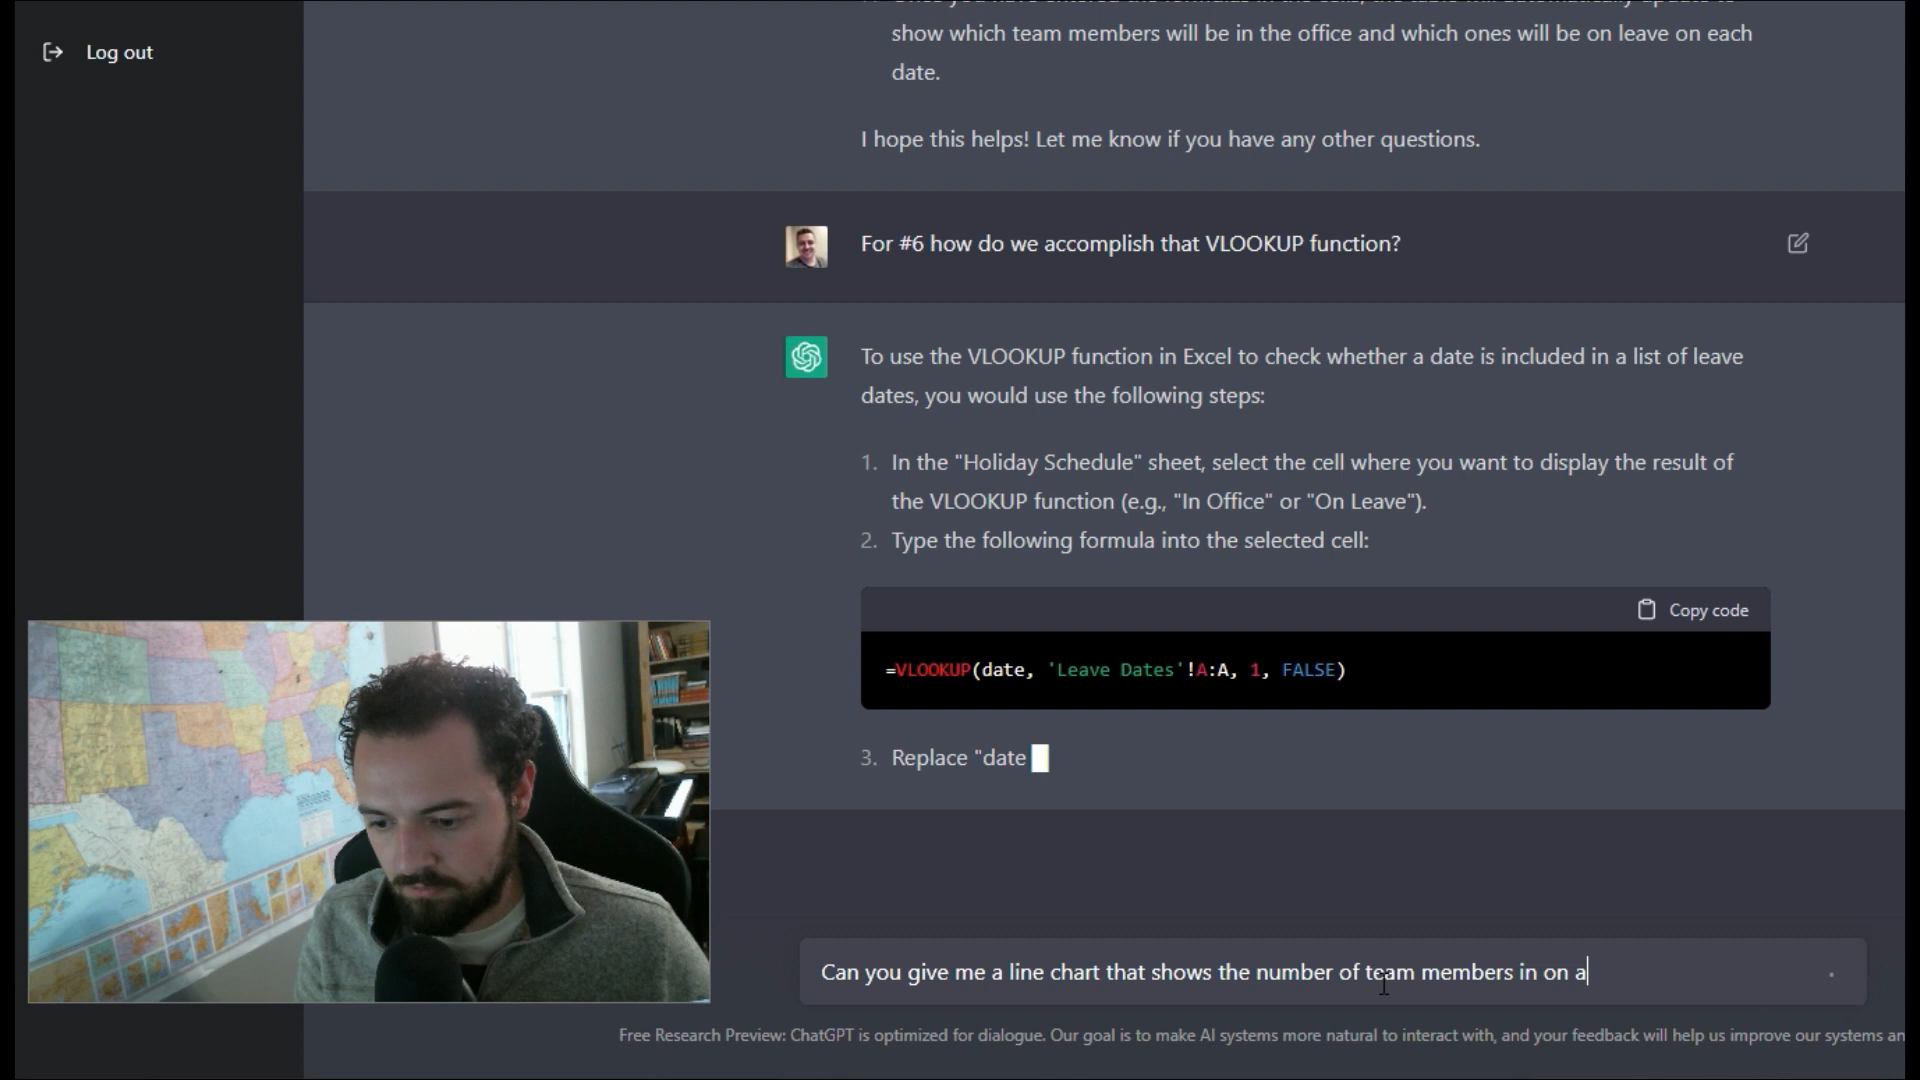 Log out
show which team members will be in the office and which ones will be on leave on each
date.
I hope this helps! Let me know if you have any other questions.
For #6 how do we accomplish that VLOOKUP function?
To use the VLOOKUP function in Excel to check whether a date is included in a list of leave
dates, you would use the following steps:
1. In the "Holiday Schedule" sheet, select the cell where you want to display the result of
the VLOOKUP function (e.g., "In Office" or "On Leave").
2. Type the following formula into the selected cell:
Copy code
=VLOOKUP(date, 'Leave Dates'!A:A, 1, FALSE)
3. Replace "date
Can you give me a line chart that shows the number of team members in on a
Free Research Preview: ChatGPT is optimized for dialogue. Our goal is to make AI systems more natural to interact with, and your feedback will help us improve our systems an